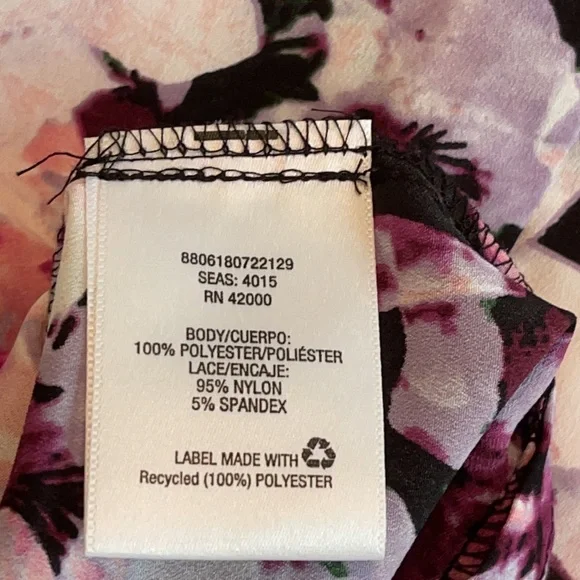 8806180722129
SEAS: 4015
RN 42000
BODY/CUERPO:
100% POLYESTER/POLIÉSTER
LACE/ENCAJE:
95% NYLON
5% SPANDEX
LABEL MADE WITH
Recycled (100%) POLYESTER